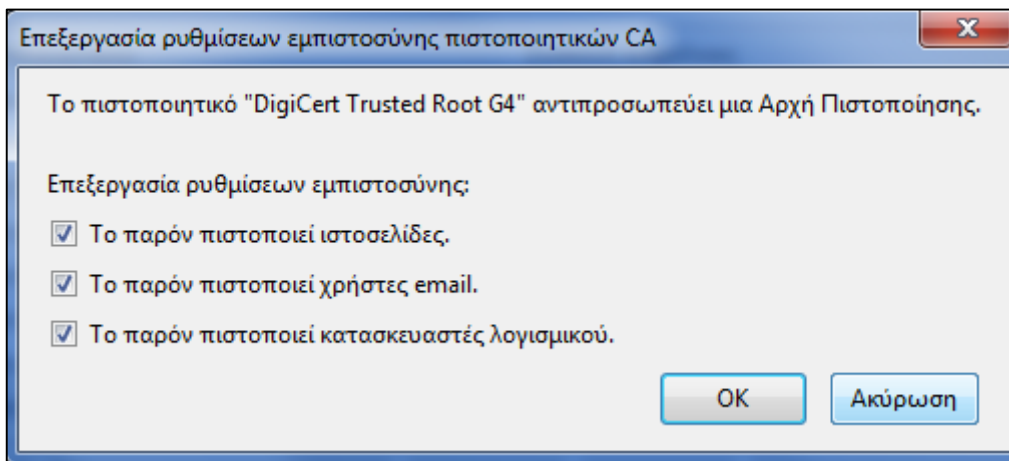 Επεξεργασία ρυθμίσεων εμπιστοσύνης πιστοποιητικών CA
Το πιστοποιητικό "DigiCert Trusted Root G4" αντιπροσωπεύει μια Αρχή Πιστοποίησης.
Επεξεργασία ρυθμίσεων εμπιστοσύνης:
Το παρόν πιστοποιεί ιστοσελίδες.
Το παρόν πιστοποιεί χρήστες email.
Το παρόν πιστοποιεί κατασκευαστές λογισμικού.
OK Ακύρωση